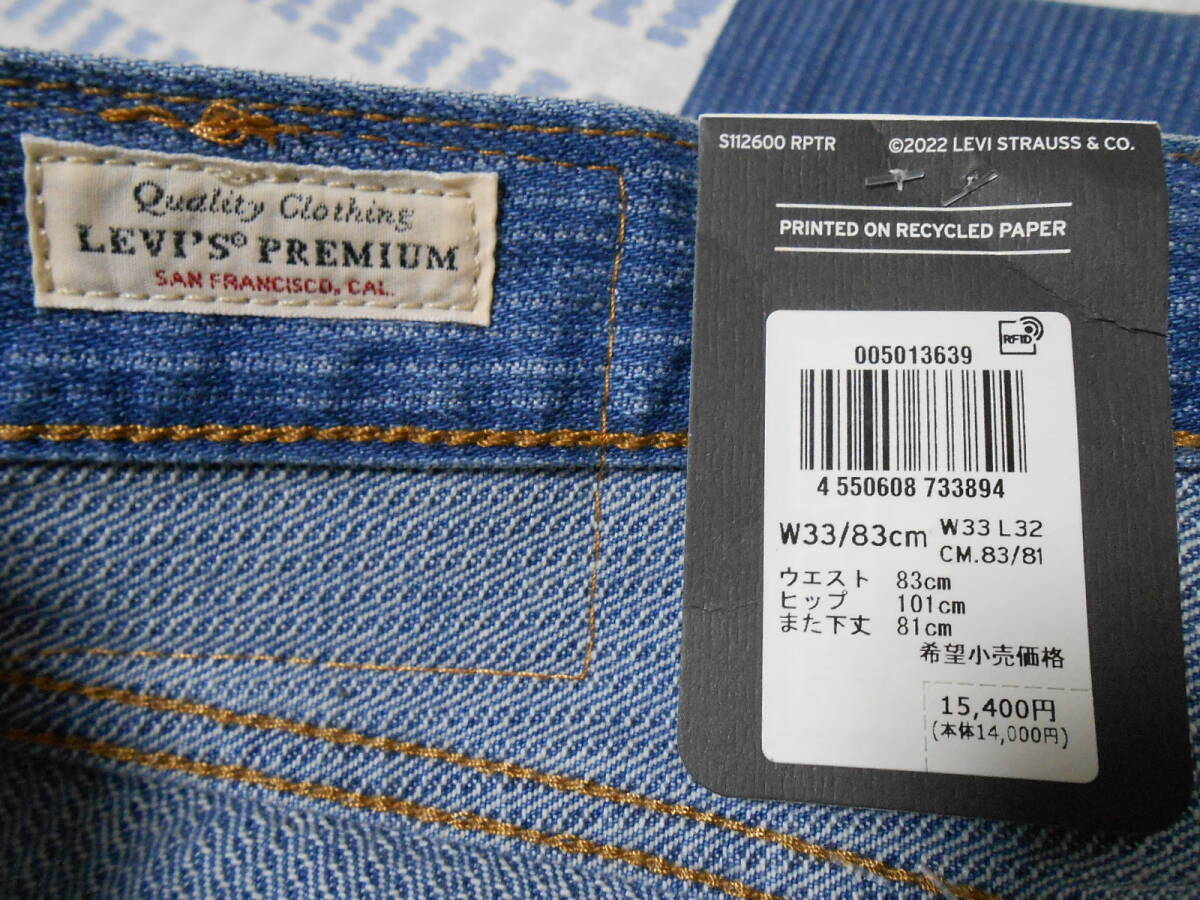 Quality Clothing
LEVI'S® PREMIUM
SAN FRANCISCO, CAL.
S112600 RPTR ©2022 LEVI STRAUSS & CO.
PRINTED ON RECYCLED PAPER
RFID
005013639
4 550608 733894
W33/83cm W33 L32
CM.83/81
ウエスト 83cm
ヒップ 101cm
また下丈 81cm
希望小売価格
15,400円
(本体14,000円)